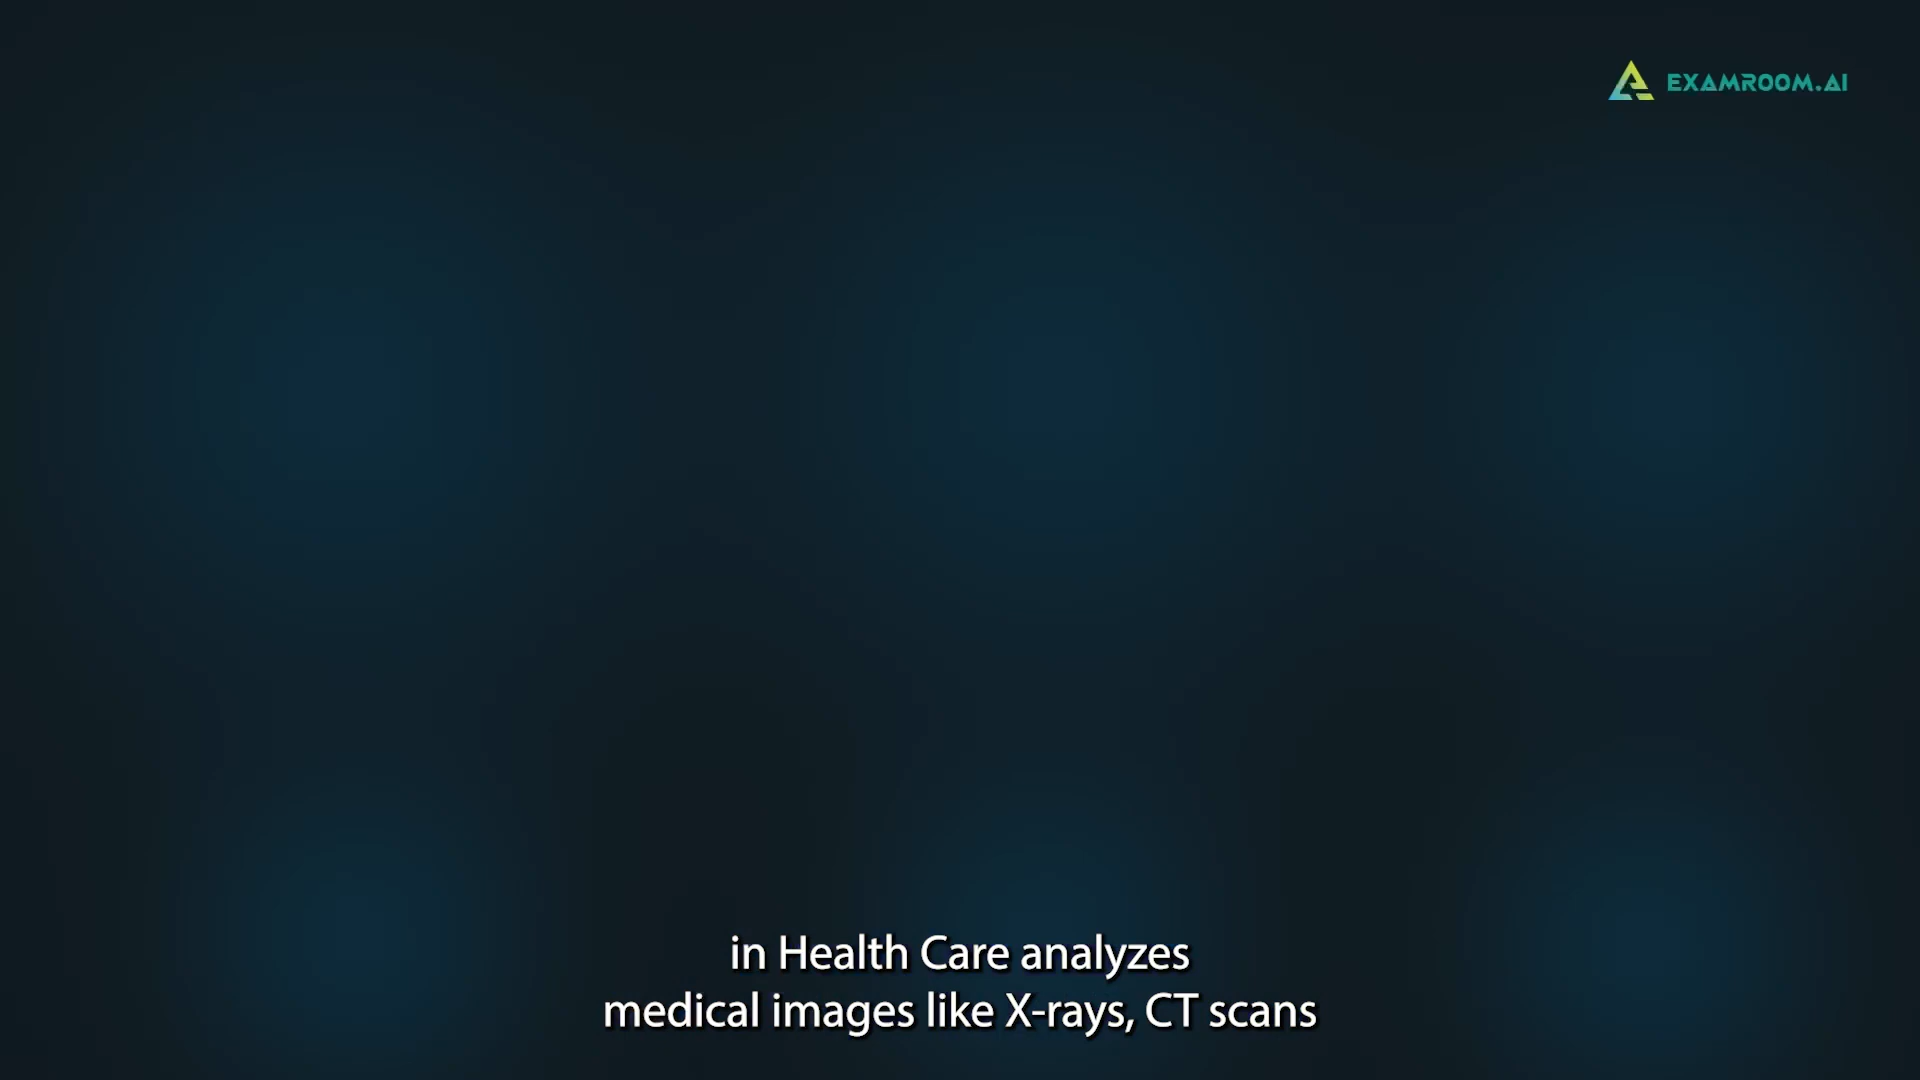 EXAMROOM.AI
in Health Care analyzes
medical images like X-rays, CT scans